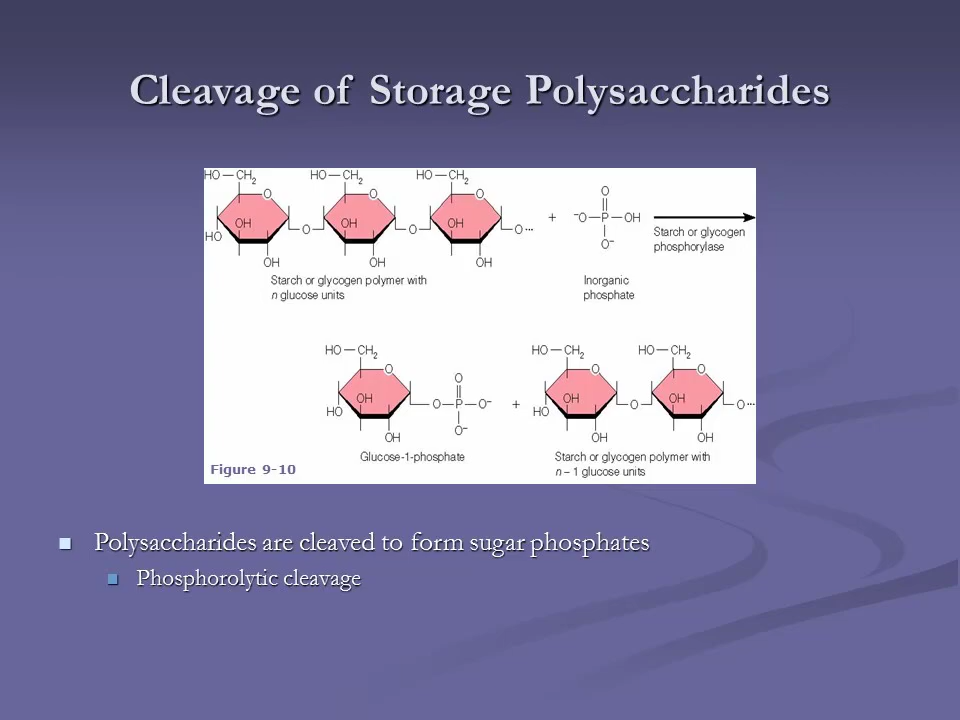 Cleavage of Storage Polysaccharides
HO—CH2 HO—CH2 HO—CH2
O O O
OH OH OH
HO O O O···
OH OH OH
+
O
⁻O—P—OH
O⁻
Starch or glycogen
phosphorylase
Starch or glycogen polymer with
n glucose units
Inorganic
phosphate
HO—CH2
O
OH
HO
OH
O
O—P—O⁻
O⁻
+
HO—CH2 HO—CH2
O O
OH OH
HO O O···
OH OH
Glucose-1-phosphate
Starch or glycogen polymer with
n – 1 glucose units
Figure 9-10
Polysaccharides are cleaved to form sugar phosphates
Phosphorolytic cleavage